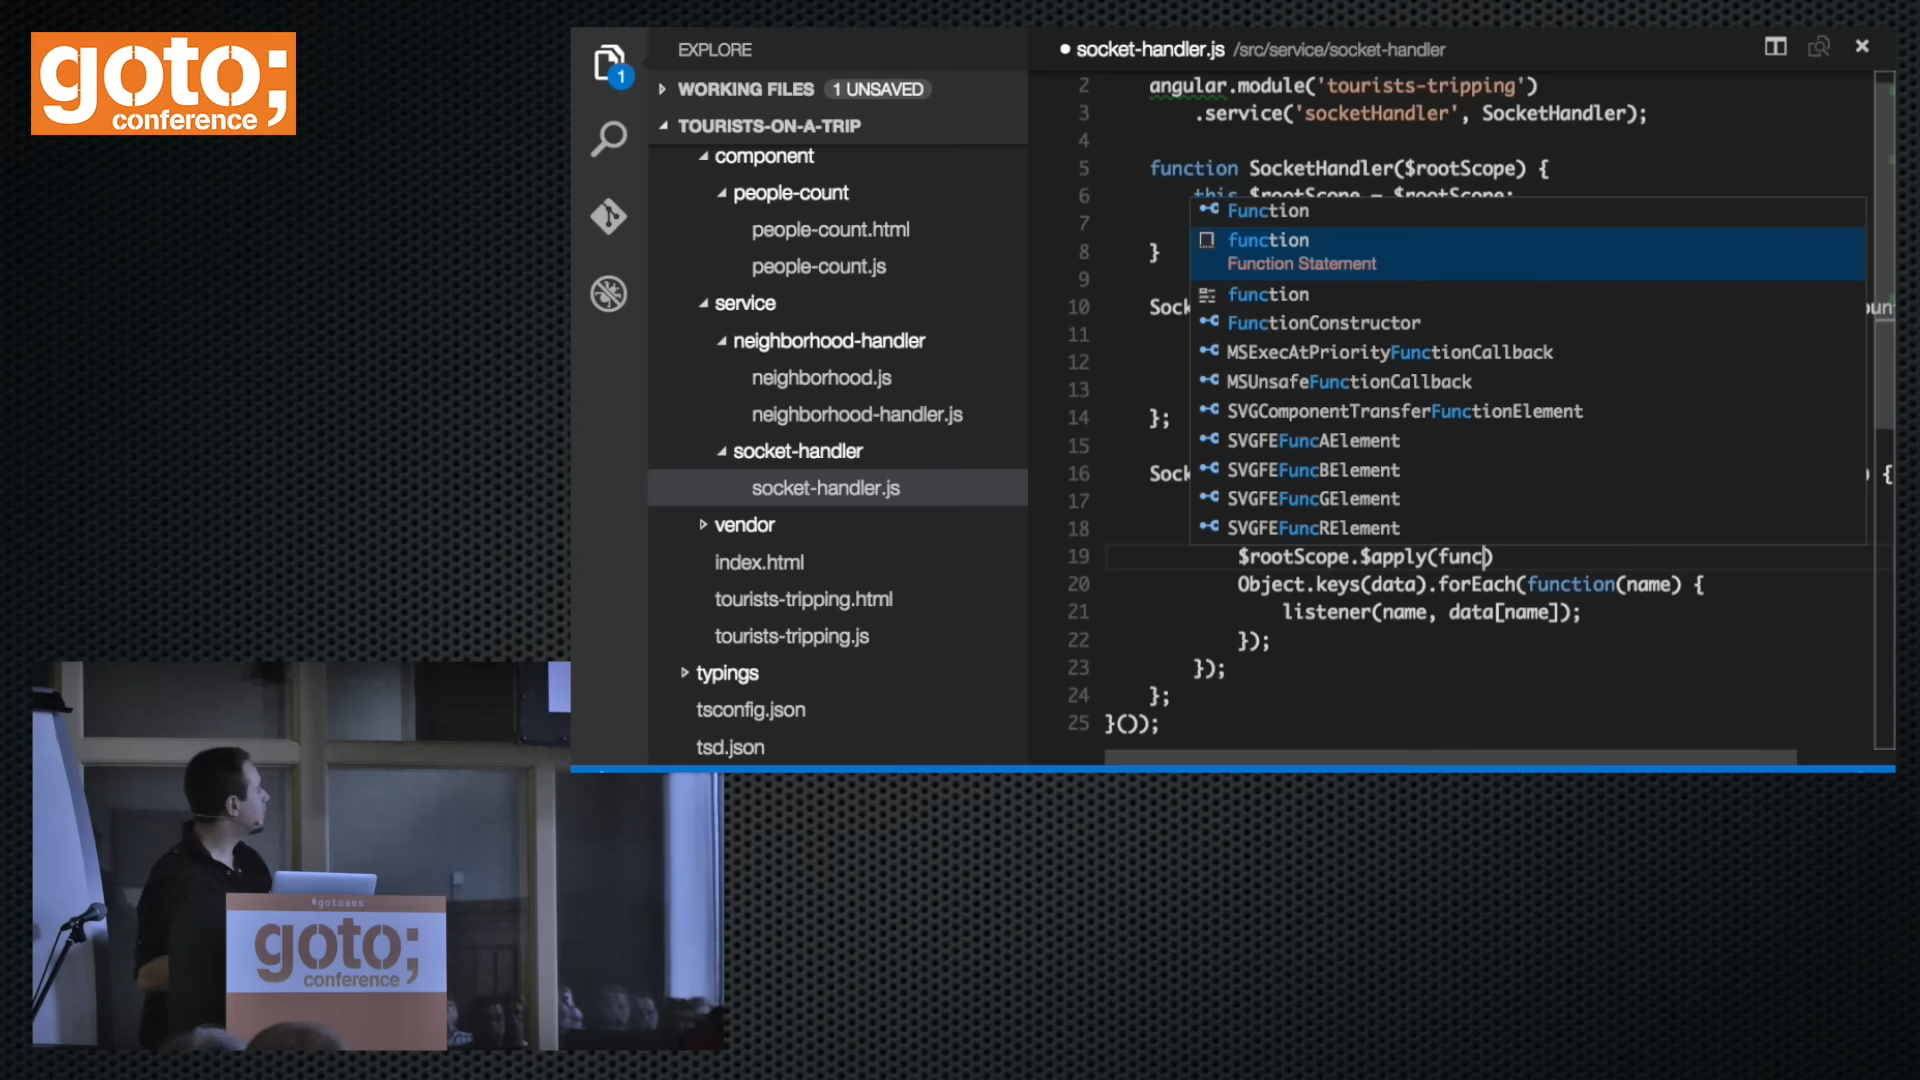 goto;
conference
EXPLORE
WORKING FILES 1 UNSAVED
TOURISTS-ON-A-TRIP
component
people-count
people-count.html
people-count.js
service
neighborhood-handler
neighborhood.js
neighborhood-handler.js
socket-handler
socket-handler.js
vendor
index.html
tourists-tripping.html
tourists-tripping.js
typings
tsconfig.json
tsd.json
1
● socket-handler.js /src/service/socket-handler
2 angular.module('tourists-tripping')
3 .service('socketHandler', SocketHandler);
4
5 function SocketHandler($rootScope) {
6 this.$rootScope = $rootScope;
7
8 }
9
10 Sock
11
12
13
14 };
15
16 Sock {
17
18
Function
function
Function Statement
function
FunctionConstructor
MSExecAtPriorityFunctionCallback
MSUnsafeFunctionCallback
SVGComponentTransferFunctionElement
SVGFEFuncAElement
SVGFEFuncBElement
SVGFEFuncGElement
SVGFEFuncRElement
19 $rootScope.$apply(func)
20 Object.keys(data).forEach(function(name) {
21 listener(name, data[name]);
22 });
23 });
24 };
25 }());
#gotoams
goto;
conference